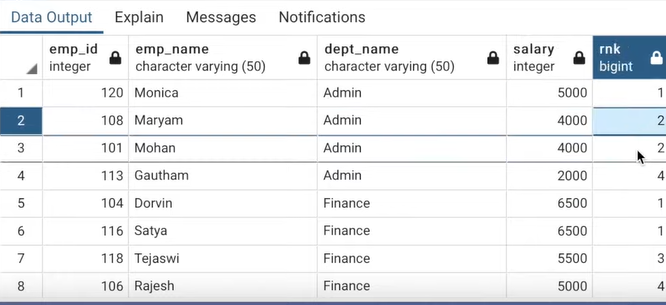 Data Output Explain Messages Notifications
emp_id emp_name dept_name salary rnk
integer character varying (50) character varying (50) integer bigint
1 120 Monica Admin 5000 1
2 108 Maryam Admin 4000 2
3 101 Mohan Admin 4000 2
4 113 Gautham Admin 2000 4
5 104 Dorvin Finance 6500 1
6 116 Satya Finance 6500 1
7 118 Tejaswi Finance 5500 3
8 106 Rajesh Finance 5000 4